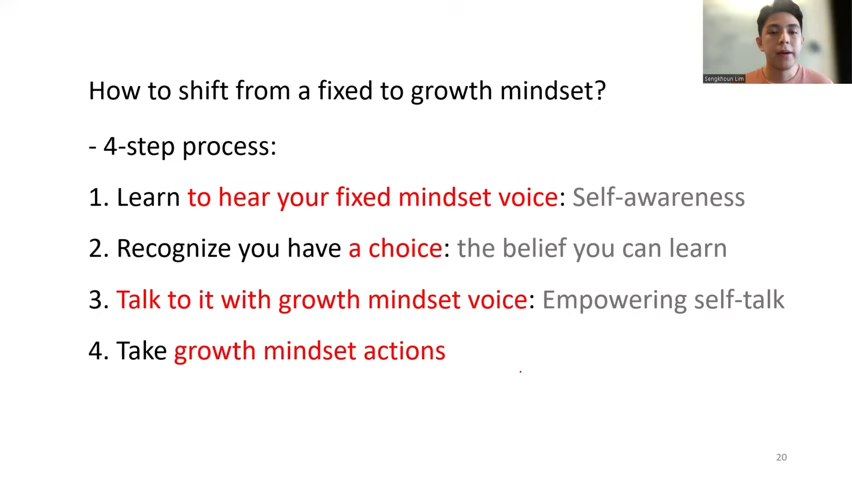 Sengkhoun Lim
How to shift from a fixed to growth mindset?
- 4-step process:
1. Learn to hear your fixed mindset voice: Self-awareness
2. Recognize you have a choice: the belief you can learn
3. Talk to it with growth mindset voice: Empowering self-talk
4. Take growth mindset actions
20